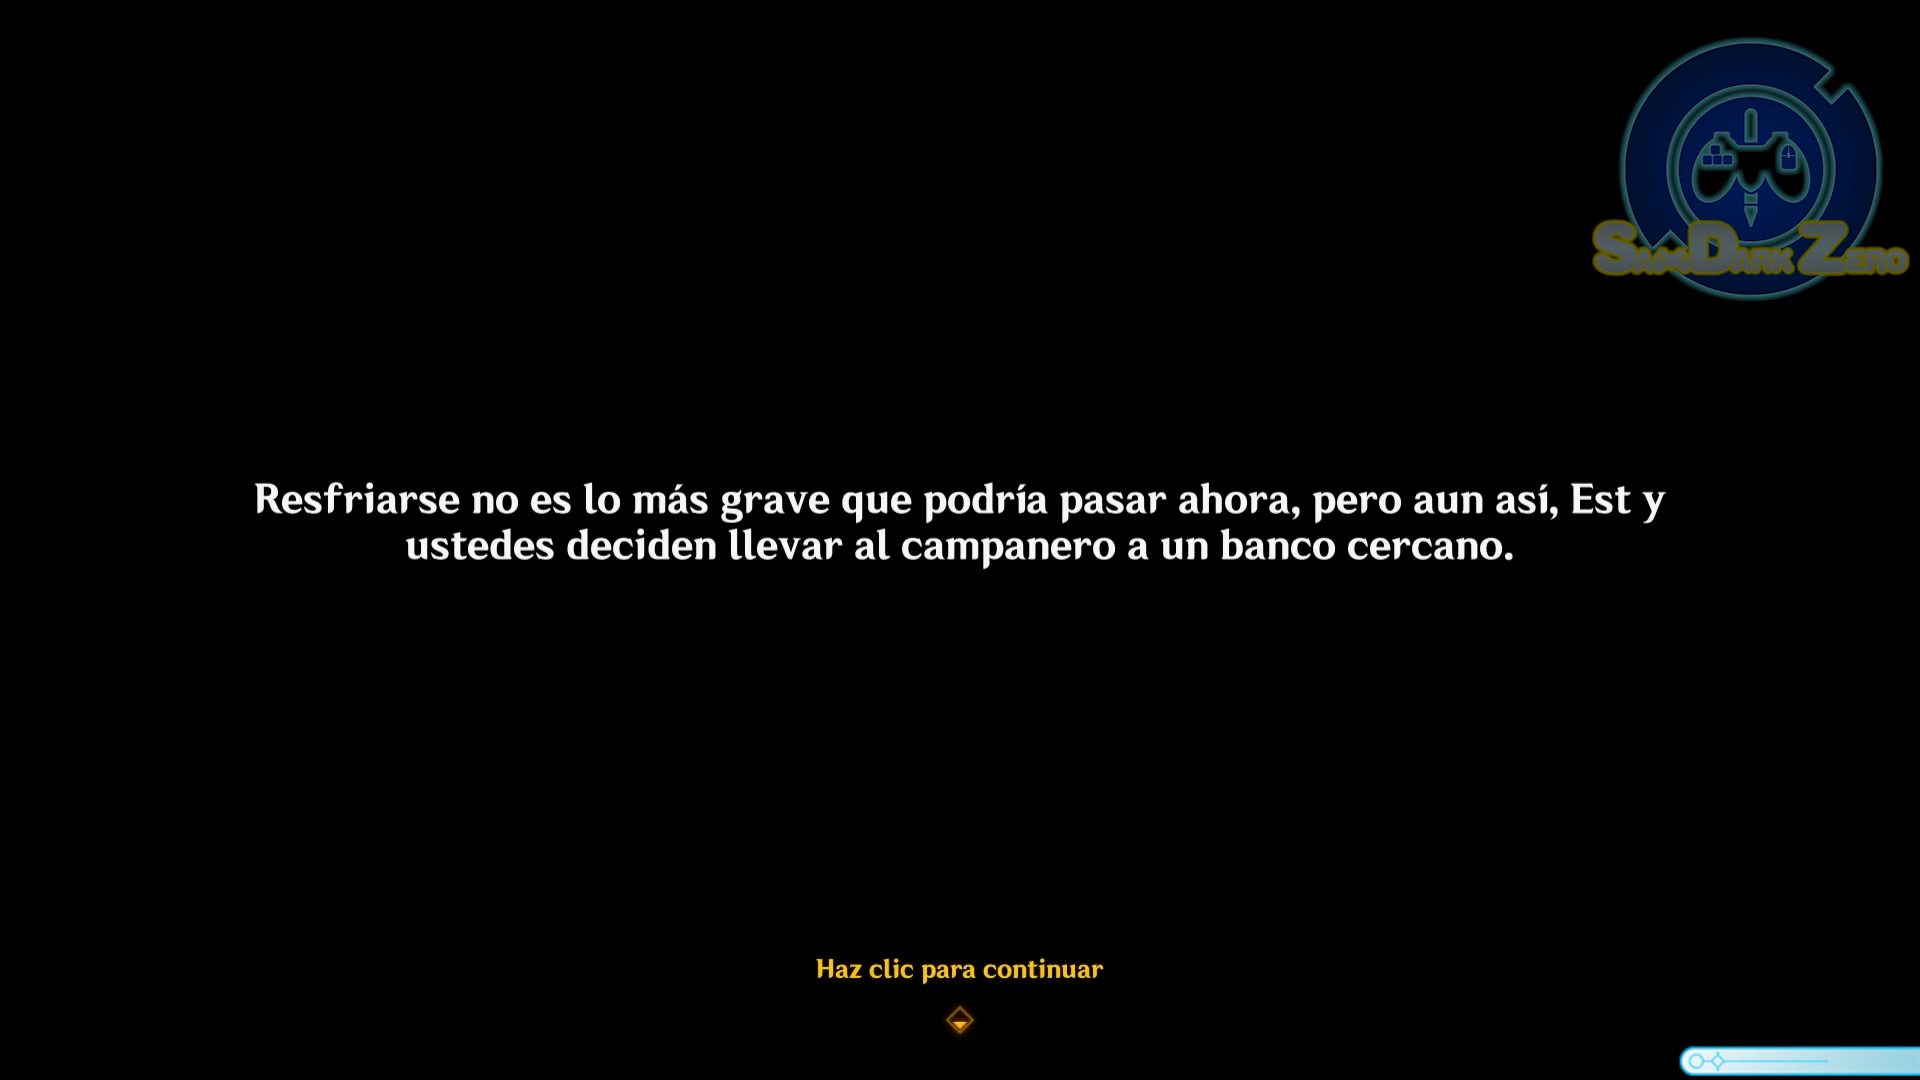 SamDarkZero
Resfriarse no es lo más grave que podría pasar ahora, pero aun así, Est y
ustedes deciden llevar al campanero a un banco cercano.
Haz clic para continuar